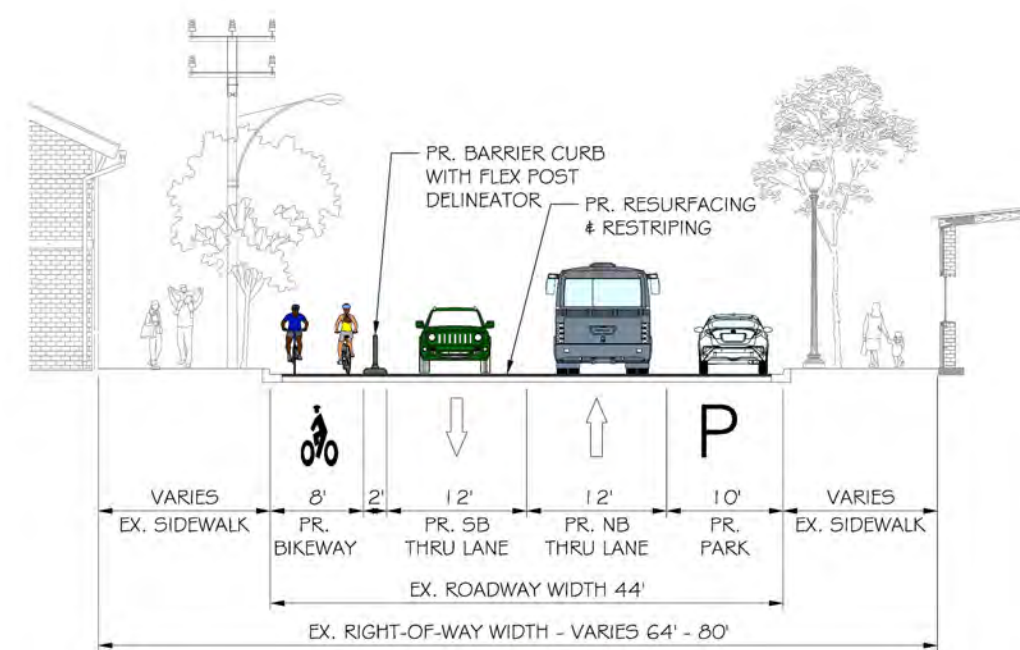 PR. BARRIER CURB
WITH FLEX POST
DELINEATOR
PR. RESURFACING
& RESTRIPING
P
VARIES
8'
2'
12'
12'
10'
VARIES
EX. SIDEWALK
PR.
BIKEWAY
PR. SB
THRU LANE
PR. NB
THRU LANE
PR.
PARK
EX. SIDEWALK
EX. ROADWAY WIDTH 44'
EX. RIGHT-OF-WAY WIDTH - VARIES 64' - 80'